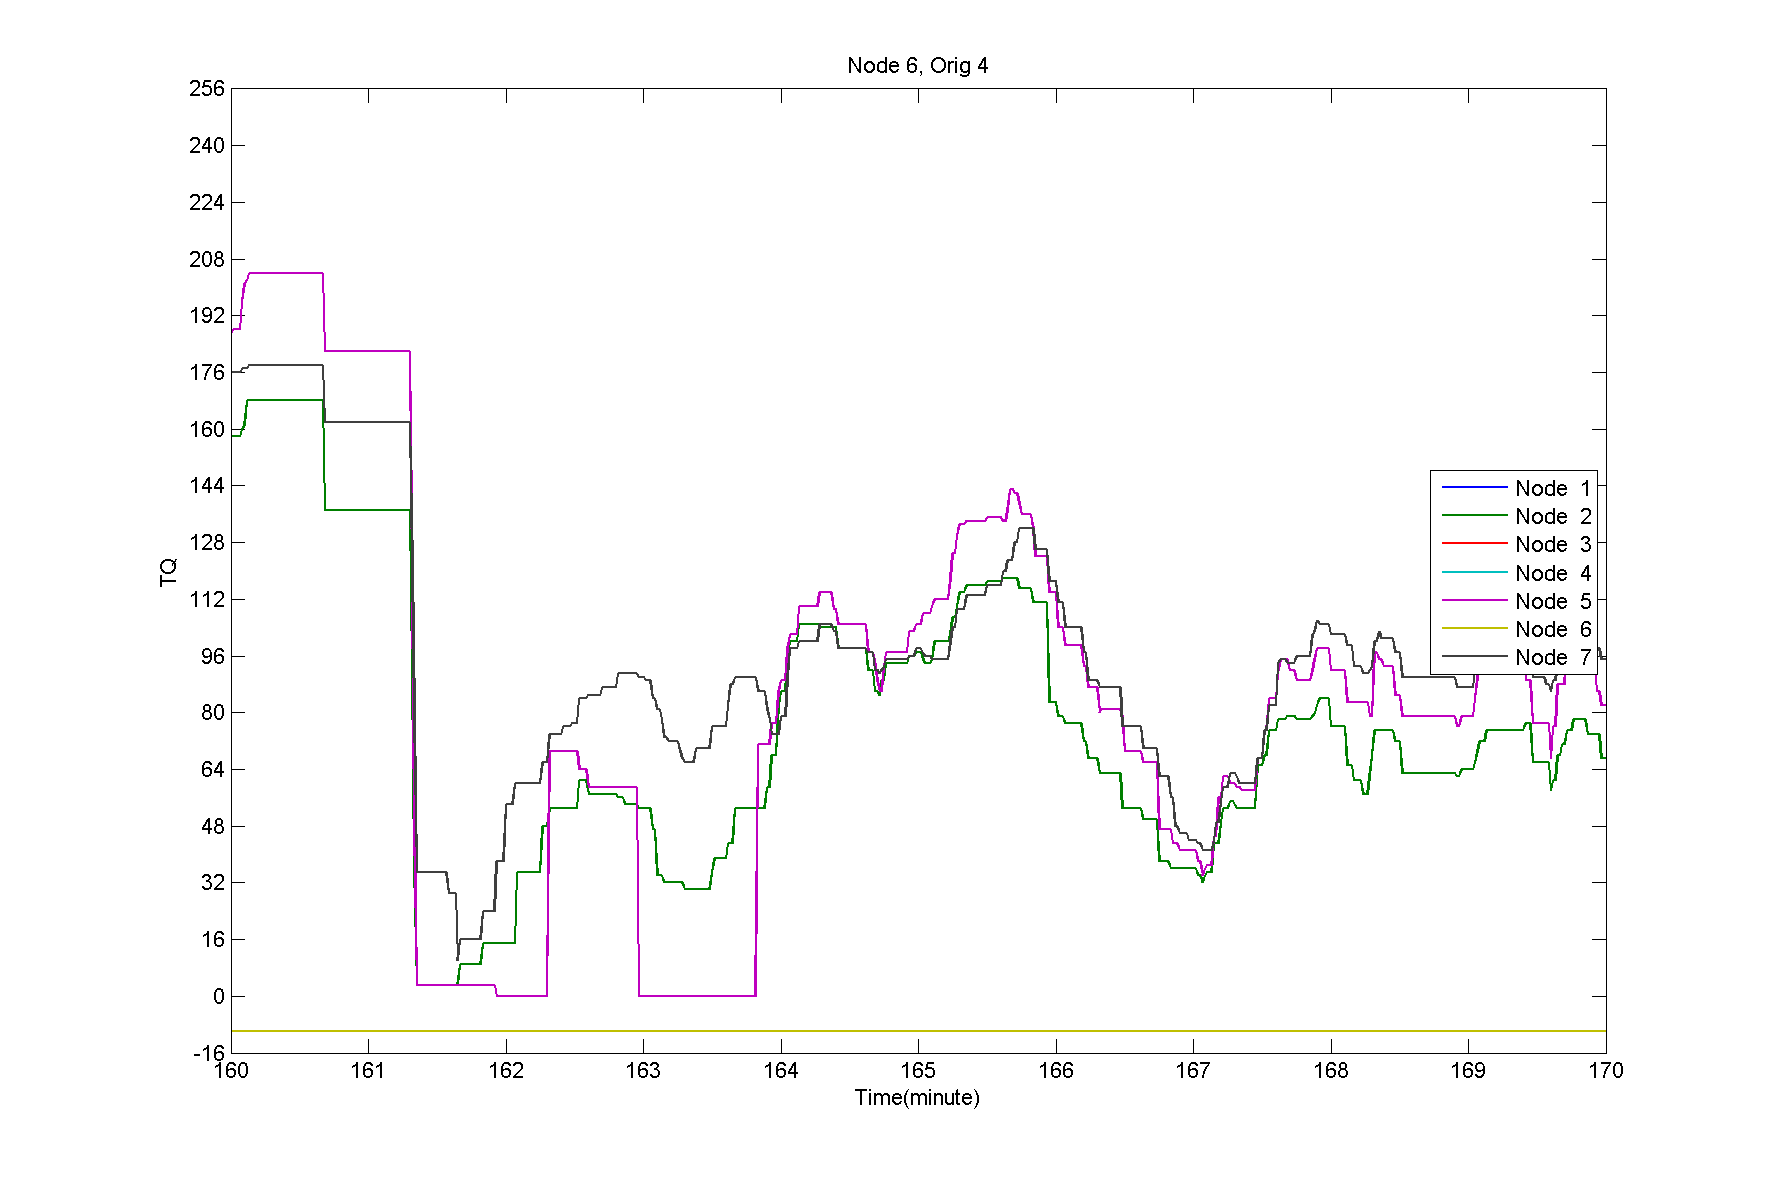 Node 6, Orig 4
256
240
224
208
192
176
160
144
128
112
96
80
64
48
32
16
0
-16
TQ
Node 1
Node 2
Node 3
Node 4
Node 5
Node 6
Node 7
160 161 162 163 164 165 166 167 168 169 170
Time(minute)